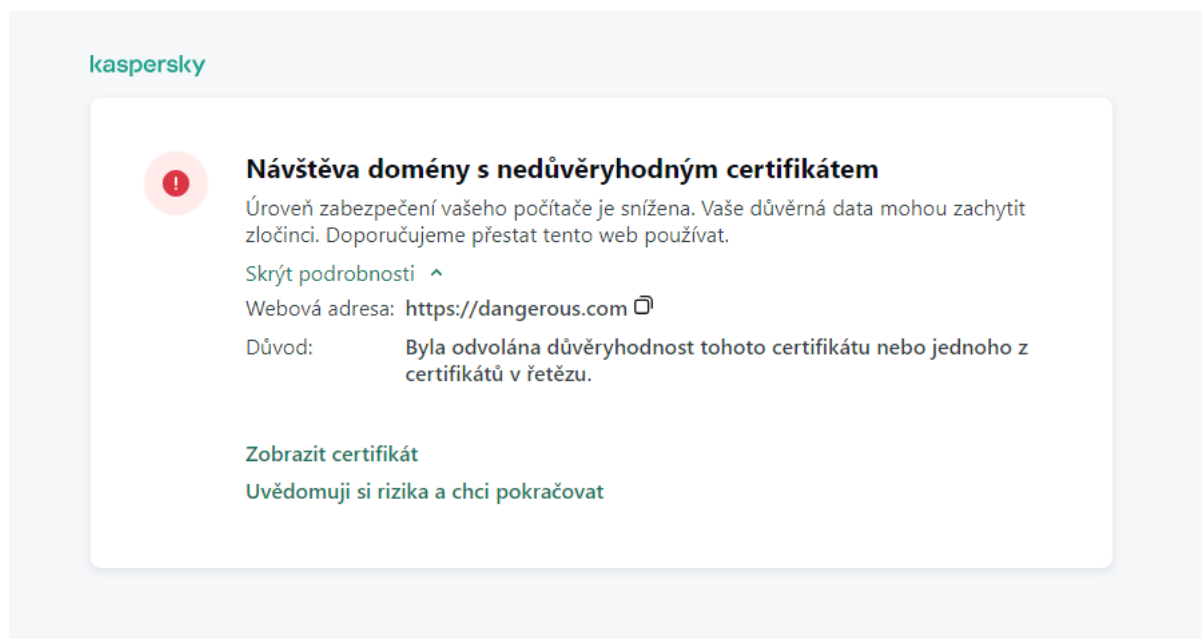 kaspersky
Návštěva domény s nedůvěryhodným certifikátem
Úroveň zabezpečení vašeho počítače je snížena. Vaše důvěrná data mohou zachytit
zločinci. Doporučujeme přestat tento web používat.
Skrýt podrobnosti
Webová adresa: https://dangerous.com
Důvod: Byla odvolána důvěryhodnost tohoto certifikátu nebo jednoho z
certifikátů v řetězu.
Zobrazit certifikát
Uvědomuji si rizika a chci pokračovat